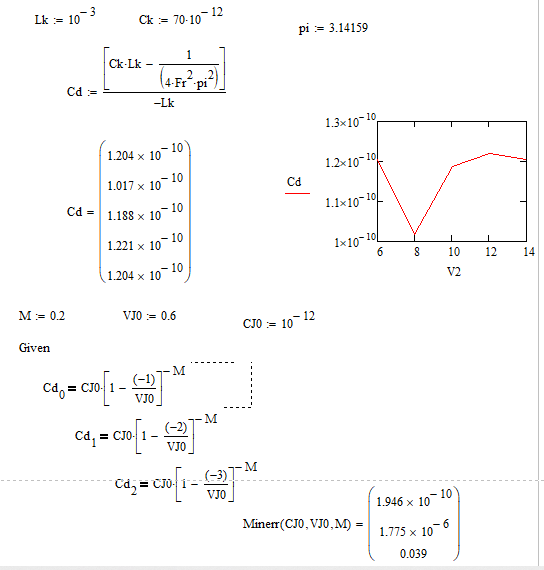 Lk := 10^-3    Ck := 70·10^-12    pi := 3.14159
Cd := [Ck·Lk − 1/(4·Fr^2·pi^2)] / −Lk
1.3×10^-10
1.2×10^-10
Cd
1.1×10^-10
1×10^-10
6 8 10 12 14
V2
Cd =
1.204 × 10^-10
1.017 × 10^-10
1.188 × 10^-10
1.221 × 10^-10
1.204 × 10^-10
M := 0.2    VJ0 := 0.6    CJ0 := 10^-12
Given
Cd_0 = CJ0·[1 − (−1)/VJ0]^-M
Cd_1 = CJ0·[1 − (−2)/VJ0]^-M
Cd_2 = CJ0·[1 − (−3)/VJ0]^-M
Minerr(CJ0,VJ0,M) =
1.946 × 10^-10
1.775 × 10^-6
0.039